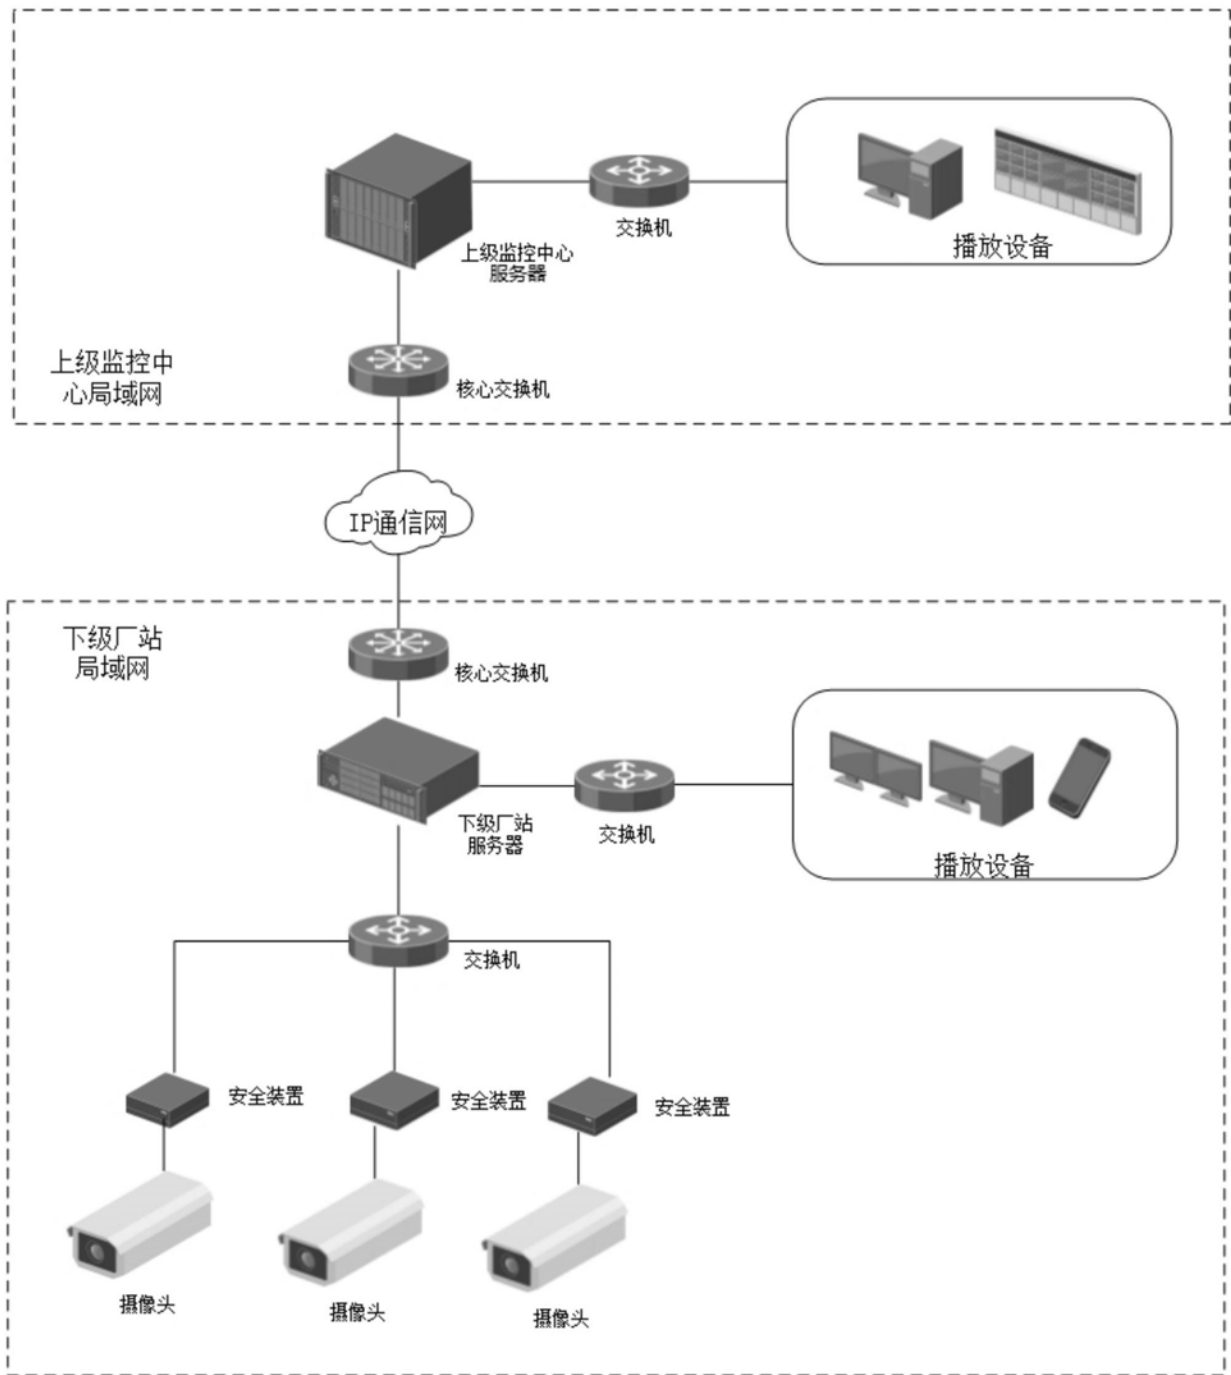 播放设备
交换机
上级监控中心
服务器
上级监控中
心局域网
核心交换机
IP通信网
下级厂站
局域网
核心交换机
下级厂站
服务器
交换机
播放设备
交换机
安全装置
安全装置
安全装置
摄像头
摄像头
摄像头